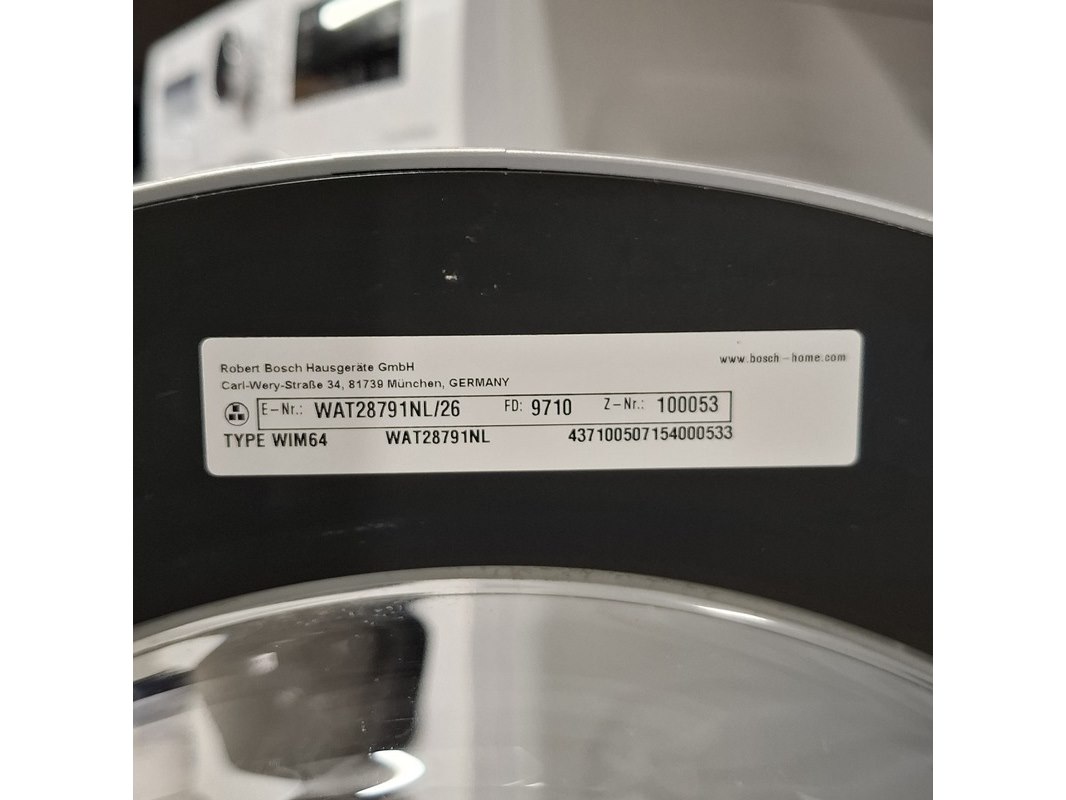 Robert Bosch Hausgeräte GmbH
www.bosch-home.com
Carl-Wery-Straße 34, 81739 München, GERMANY
E-Nr.: WAT28791NL/26 FD: 9710 Z-Nr.: 100053
TYPE WIM64 WAT28791NL 437100507154000533